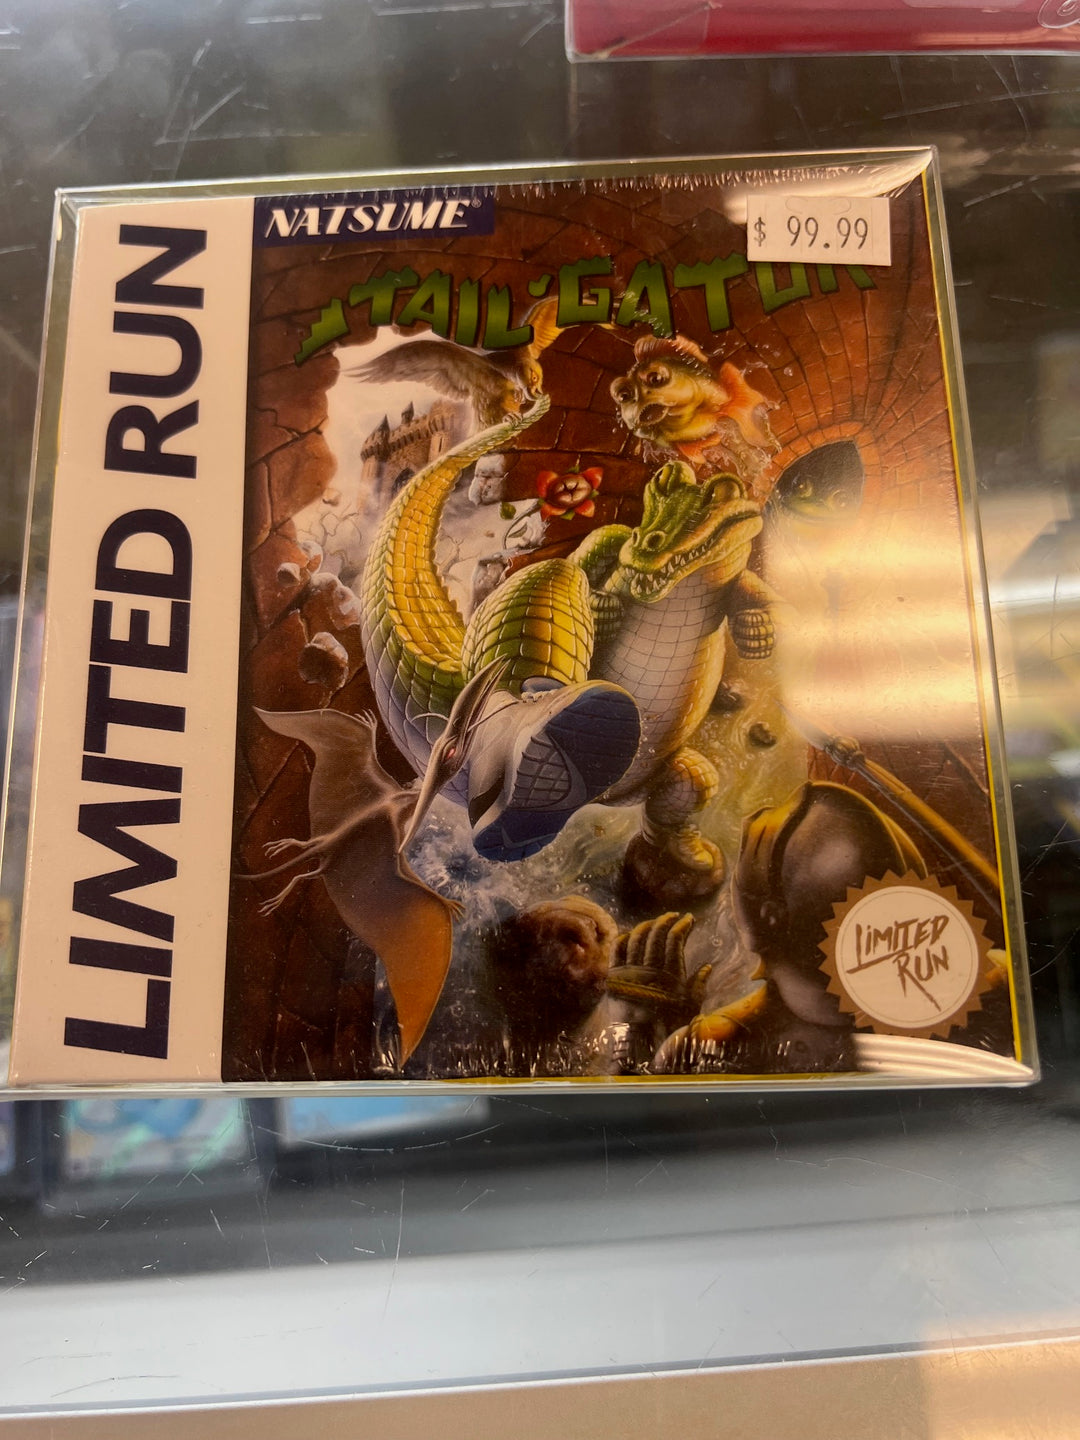 LIMITED RUN
NATSUME®
$ 99.99
TAIL 'GATOR
LIMITED
RUN